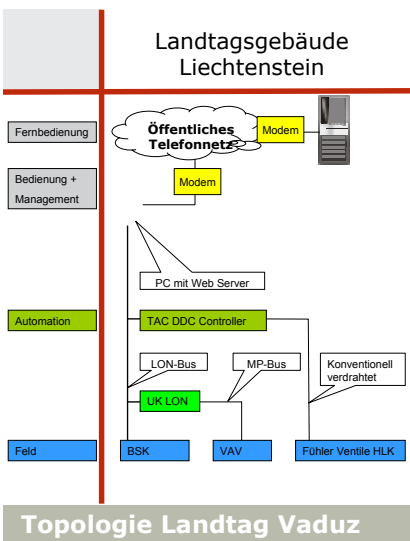 Landtagsgebäude
Liechtenstein
Fernbedienung
Öffentliches
Telefonnetz
Modem
Bedienung +
Management
Modem
PC mit Web Server
Automation
TAC DDC Controller
LON-Bus
MP-Bus
Konventionell
verdrahtet
UK LON
Feld
BSK
VAV
Fühler Ventile HLK
Topologie Landtag Vaduz